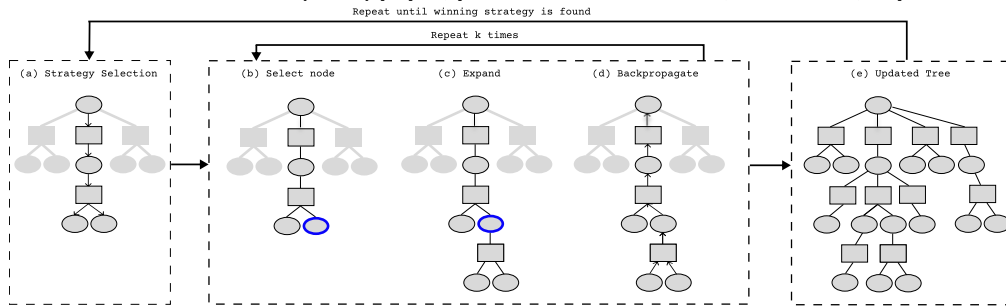 Repeat until winning strategy is found
Repeat k times
(a) Strategy Selection
(b) Select node
(c) Expand
(d) Backpropagate
(e) Updated Tree